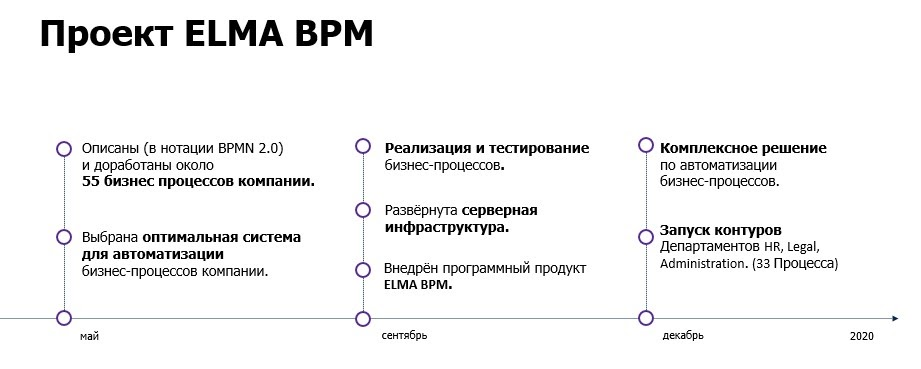 Проект ELMA BPM
Описаны (в нотации BPMN 2.0)
и доработаны около
55 бизнес процессов компании.
Выбрана оптимальная система
для автоматизации
бизнес-процессов компании.
май
Реализация и тестирование
бизнес-процессов.
Развёрнута серверная
инфраструктура.
Внедрён программный продукт
ELMA BPM.
сентябрь
Комплексное решение
по автоматизации
бизнес-процессов.
Запуск контуров
Департаментов HR, Legal,
Administration. (33 Процесса)
декабрь
2020